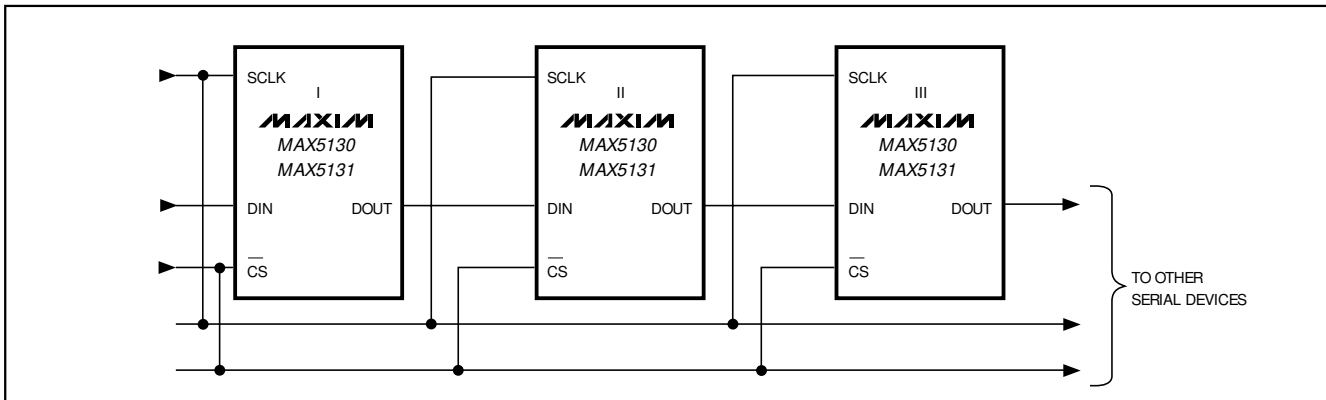 SCLK
I
MAXIM
MAX5130
MAX5131
DIN DOUT
CS
SCLK
II
MAXIM
MAX5130
MAX5131
DIN DOUT
CS
SCLK
III
MAXIM
MAX5130
MAX5131
DIN DOUT
CS
TO OTHER
SERIAL DEVICES